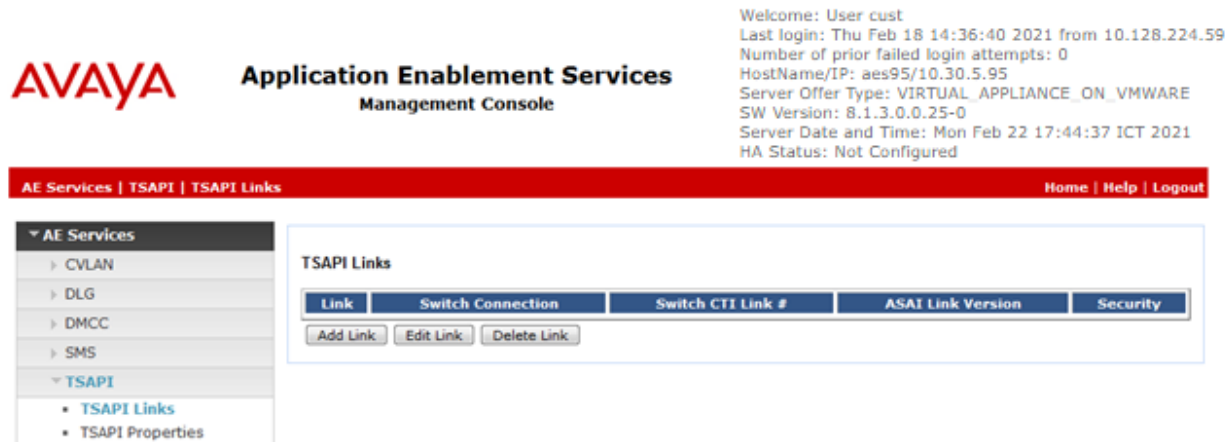 AVAYA
Application Enablement Services
Management Console
Welcome: User cust
Last login: Thu Feb 18 14:36:40 2021 from 10.128.224.59
Number of prior failed login attempts: 0
HostName/IP: aes95/10.30.5.95
Server Offer Type: VIRTUAL_APPLIANCE_ON_VMWARE
SW Version: 8.1.3.0.0.25-0
Server Date and Time: Mon Feb 22 17:44:37 ICT 2021
HA Status: Not Configured
AE Services | TSAPI | TSAPI Links
Home | Help | Logout
AE Services
CVLAN
DLG
DMCC
SMS
TSAPI
TSAPI Links
TSAPI Properties
TSAPI Links
Link Switch Connection Switch CTI Link # ASAI Link Version Security
Add Link Edit Link Delete Link